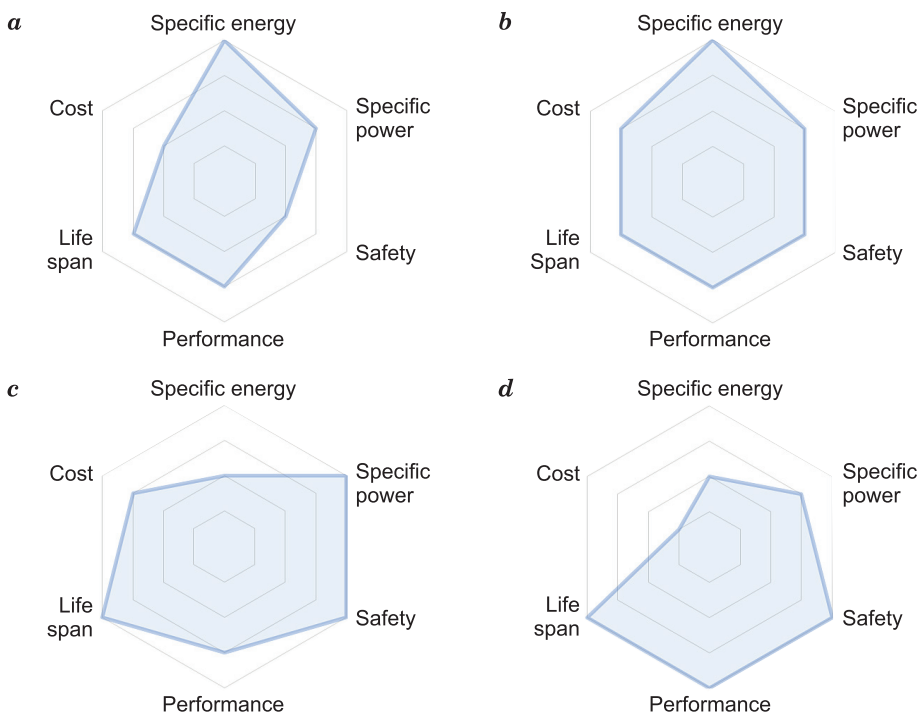 a
Specific energy
Cost
Specific
power
Life
span
Safety
Performance
b
Specific energy
Cost
Specific
power
Life
Span
Safety
Performance
c
Specific energy
Cost
Specific
power
Life
span
Safety
Performance
d
Specific energy
Cost
Specific
power
Life
span
Safety
Performance